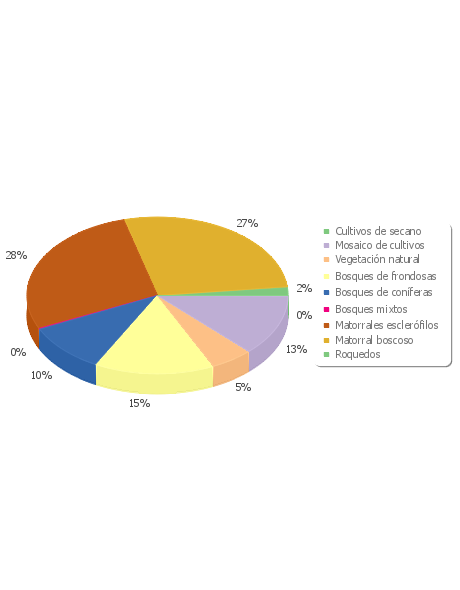 27%
28%
2%
0%
13%
0%
10%
5%
15%
Cultivos de secano
Mosaico de cultivos
Vegetación natural
Bosques de frondosas
Bosques de coníferas
Bosques mixtos
Matorrales esclerófilos
Matorral boscoso
Roquedos